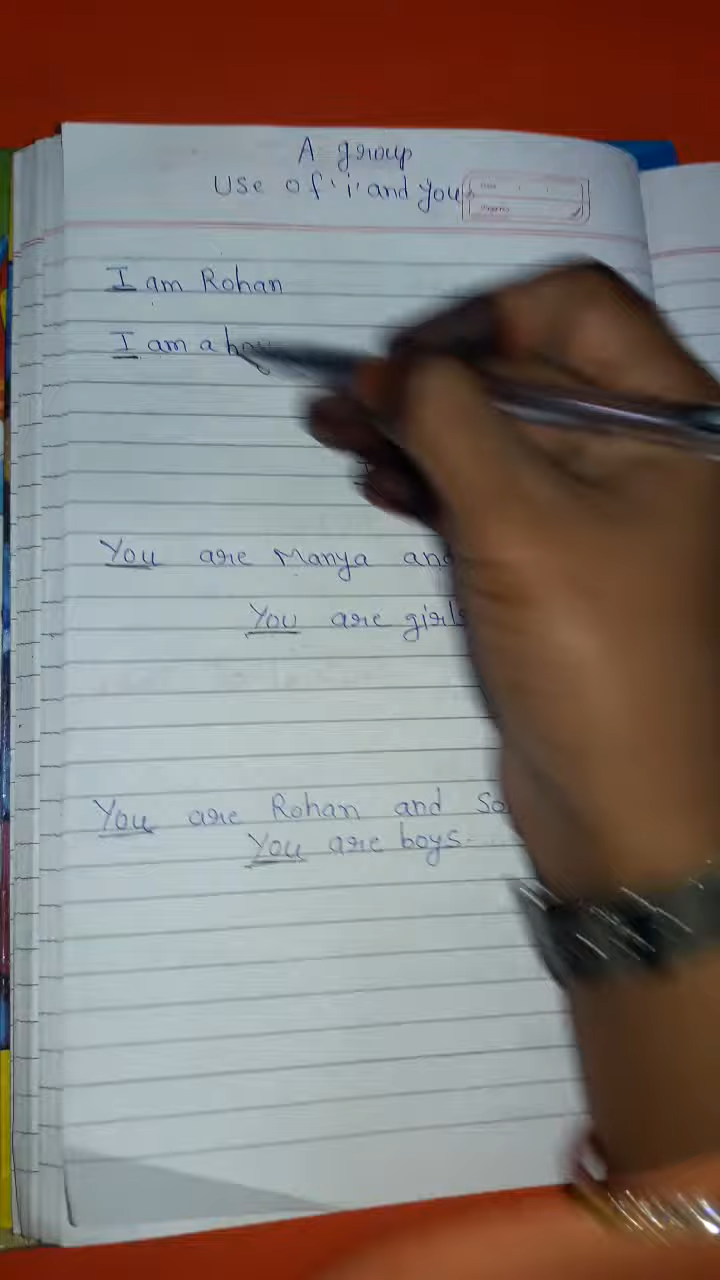 A group
Use of 'i' and You
I am Rohan
I am a boy
You are Manya and
You are girls
You are Rohan and
You are boys.